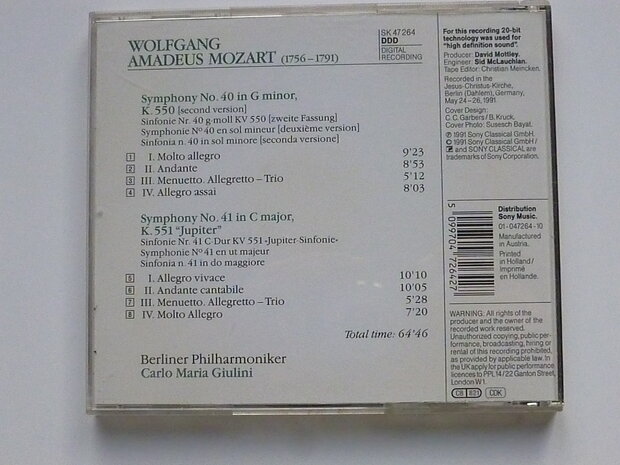 WOLFGANG
AMADEUS MOZART (1756–1791)
SK 47264
DDD
DIGITAL
RECORDING
Symphony No. 40 in G minor,
K. 550 [second version]
Sinfonie Nr. 40 g-moll KV 550 [zweite Fassung]
Symphonie Nº 40 en sol mineur [deuxième version]
Sinfonia n. 40 in sol minore [seconda versione]
1 I. Molto allegro 9'23
2 II. Andante 8'53
3 III. Menuetto. Allegretto – Trio 5'12
4 IV. Allegro assai 8'03
Symphony No. 41 in C major,
K. 551 "Jupiter"
Sinfonie Nr. 41 C-Dur KV 551 «Jupiter-Sinfonie»
Symphonie Nº 41 en ut majeur
Sinfonia n. 41 in do maggiore
5 I. Allegro vivace 10'10
6 II. Andante cantabile 10'05
7 III. Menuetto. Allegretto – Trio 5'28
8 IV. Molto Allegro 7'20
Total time: 64'46
Berliner Philharmoniker
Carlo Maria Giulini
For this recording 20-bit
technology was used for
"high definition sound".
Producer: David Mottley.
Engineer: Sid McLauchlan.
Tape Editor: Christian Meincken.
Recorded in the
Jesus-Christus-Kirche,
Berlin (Dahlem), Germany,
May 24–26, 1991.
Cover Design:
C. C. Garbers / B. Kruck.
Cover Photo: Susesch Bayat.
℗ 1991 Sony Classical GmbH.
© 1991 Sony Classical GmbH /
and SONY CLASSICAL are
trademarks of Sony Corporation.
5 099704 726427
Distribution
Sony Music.
01-047264-10
Manufactured
in Austria.
Printed
in Holland /
Imprimé
en Hollande.
WARNING: All rights of the
producer and the owner of the
recorded work reserved.
Unauthorized copying, public per-
formance, broadcasting, hiring or
rental of this recording prohibited,
as provided by applicable law. In
the UK apply for public performance
licences to PPL 14/22 Ganton Street,
London W1.
CB 821 CDK